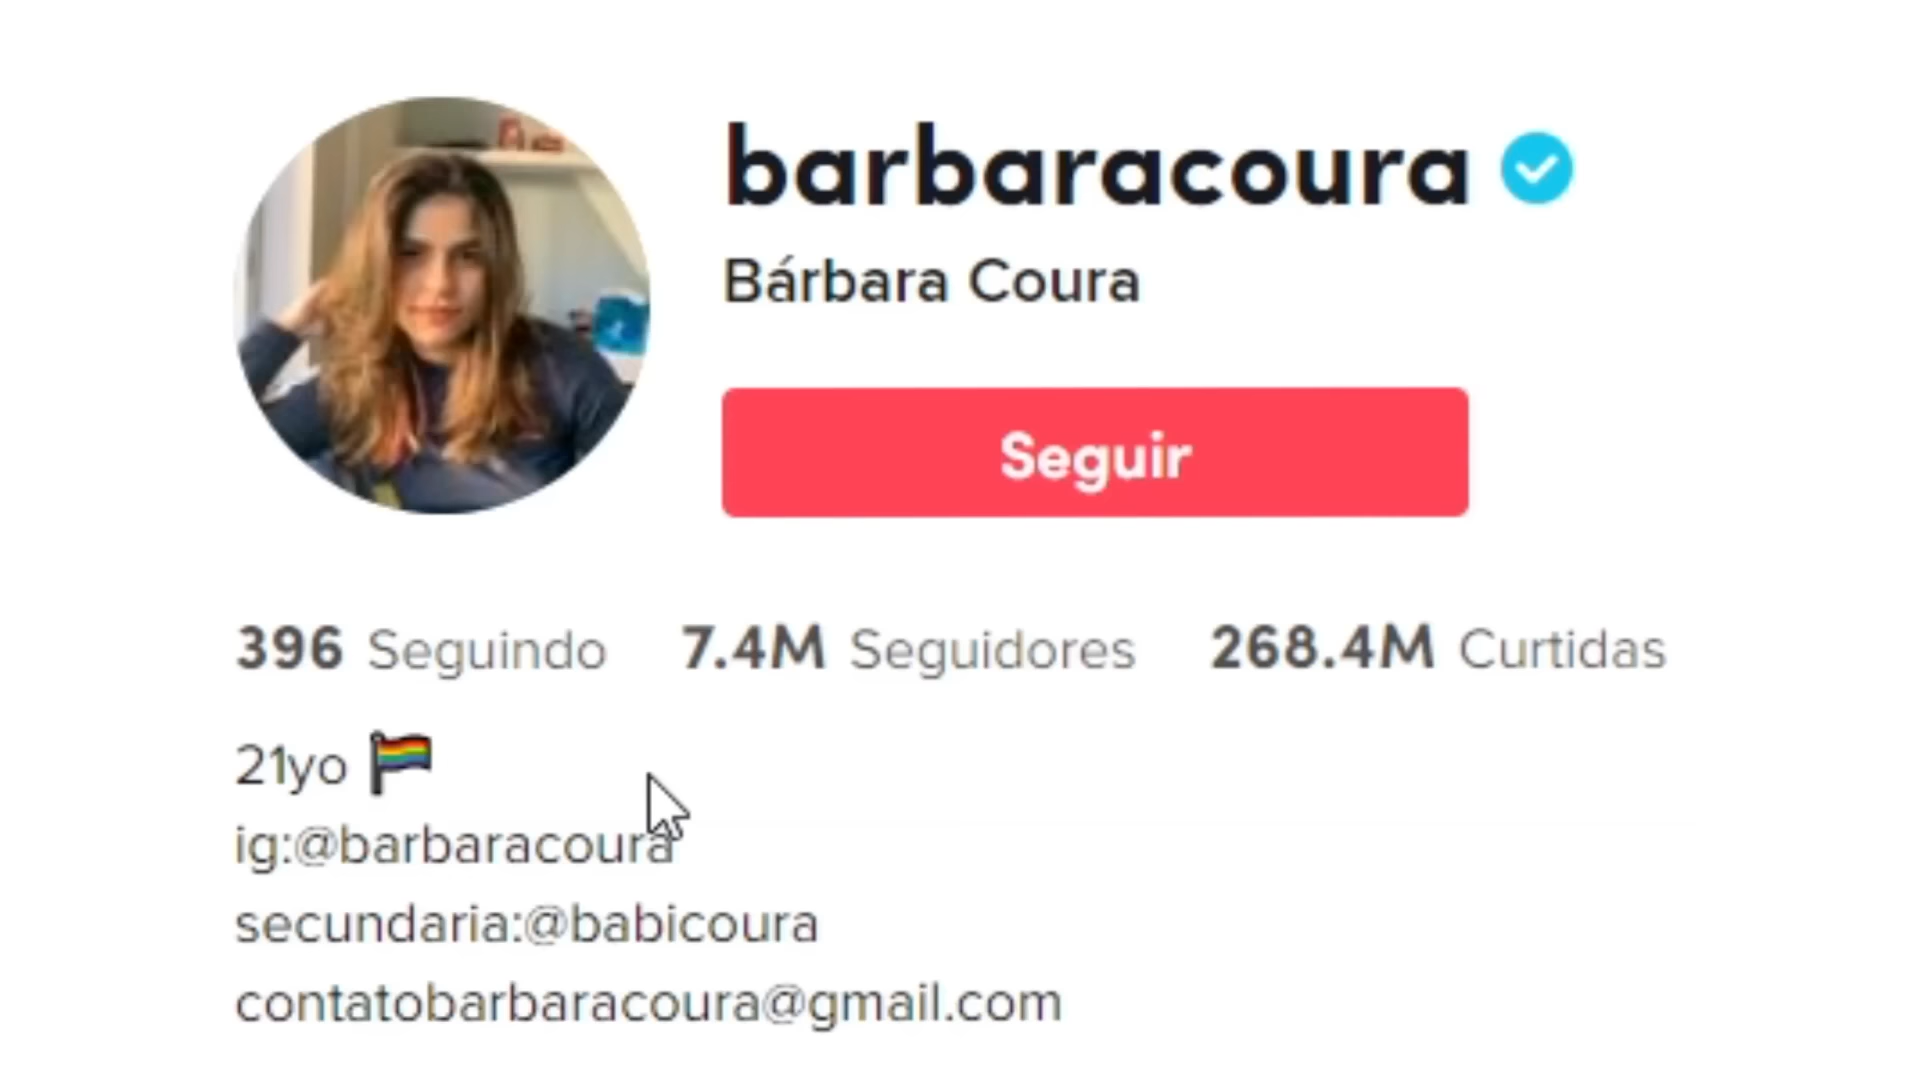 barbaracoura
Bárbara Coura
Seguir
396 Seguindo 7.4M Seguidores 268.4M Curtidas
21yo 🏳️‍🌈
ig:@barbaracoura
secundaria:@babicoura
contatobarbaracoura@gmail.com